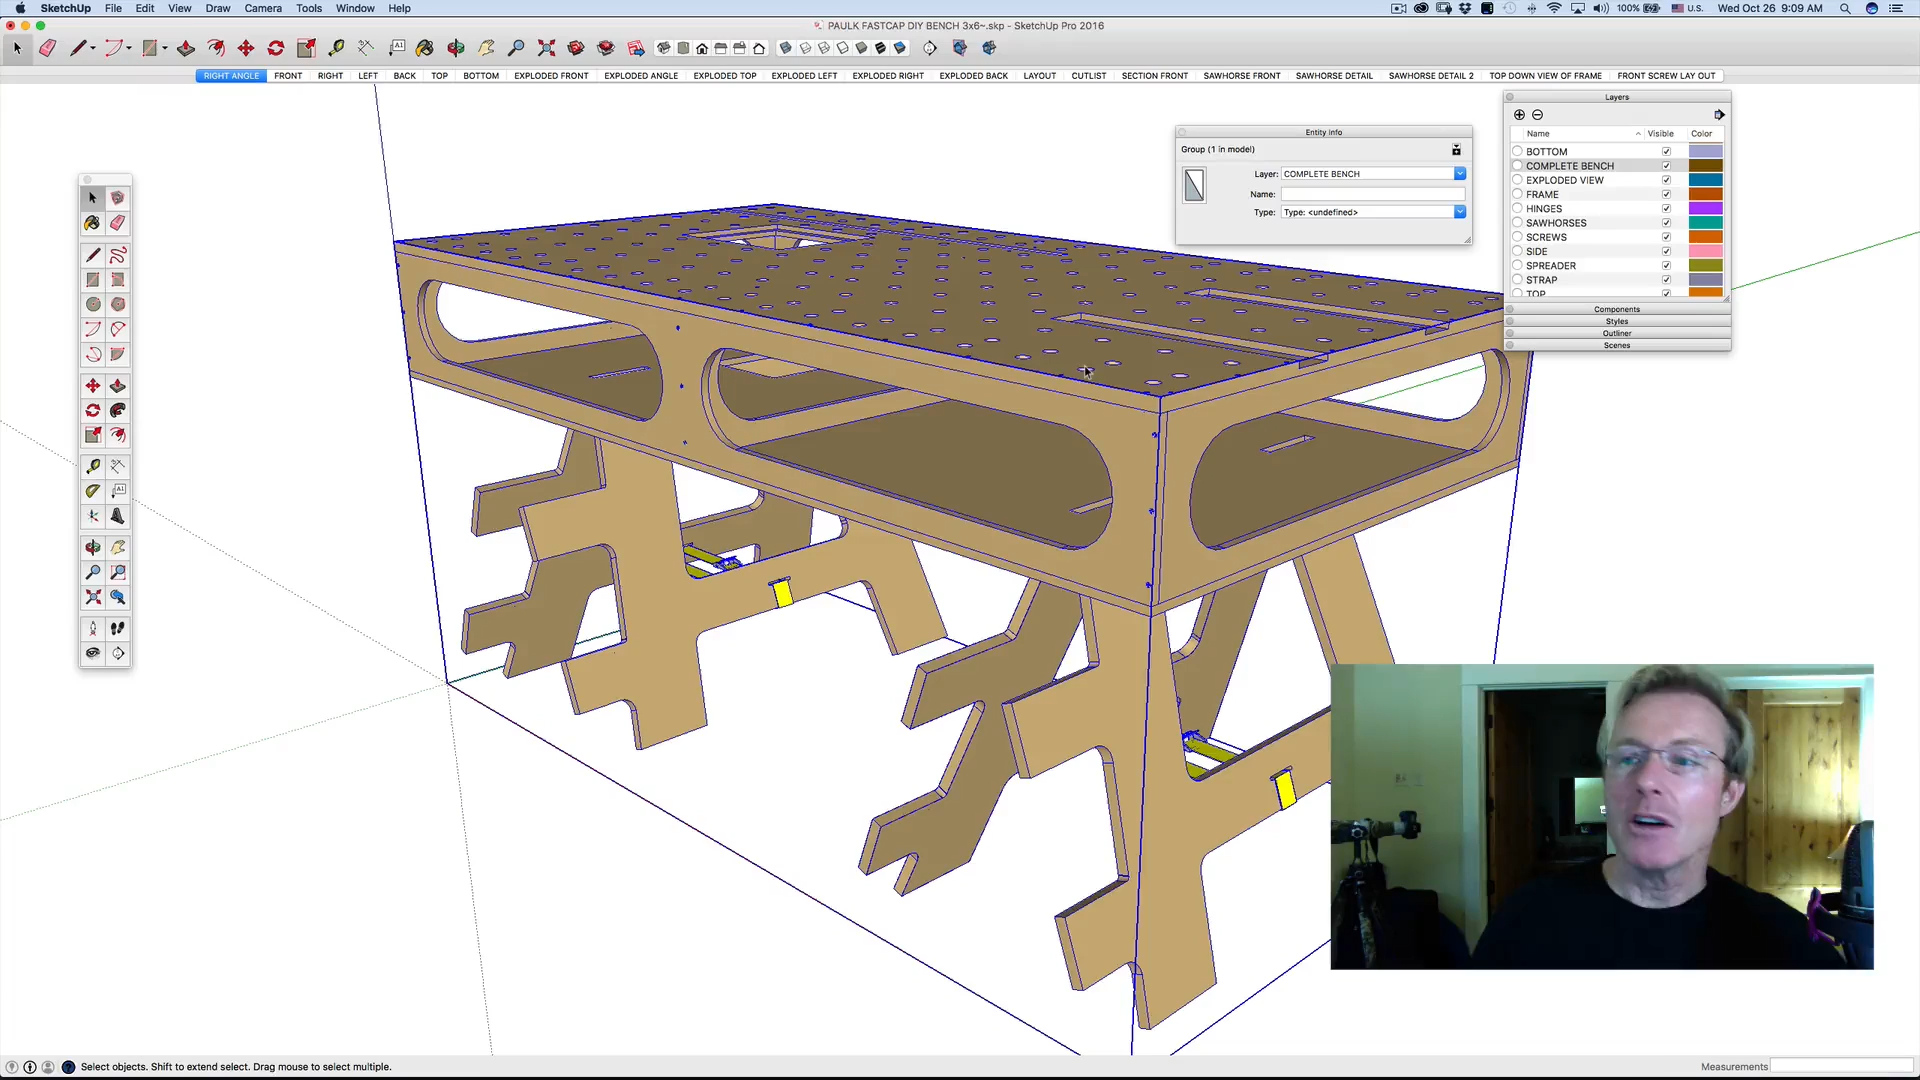 SketchUp File Edit View Draw Camera Tools Window Help
100% U.S. Wed Oct 26 9:09 AM
PAULK FASTCAP DIY BENCH 3x6~.skp - SketchUp Pro 2016
RIGHT ANGLE FRONT RIGHT LEFT BACK TOP BOTTOM EXPLODED FRONT EXPLODED ANGLE EXPLODED TOP EXPLODED LEFT EXPLODED RIGHT EXPLODED BACK LAYOUT CUTLIST SECTION FRONT SAWHORSE FRONT SAWHORSE DETAIL SAWHORSE DETAIL 2 TOP DOWN VIEW OF FRAME FRONT SCREW LAY OUT
Layers
Name Visible Color
BOTTOM
COMPLETE BENCH
EXPLODED VIEW
FRAME
HINGES
SAWHORSES
SCREWS
SIDE
SPREADER
STRAP
TOP
Components
Styles
Outliner
Scenes
Entity Info
Group (1 in model)
Layer: COMPLETE BENCH
Name:
Type: Type: <undefined>
Select objects. Shift to extend select. Drag mouse to select multiple.
Measurements